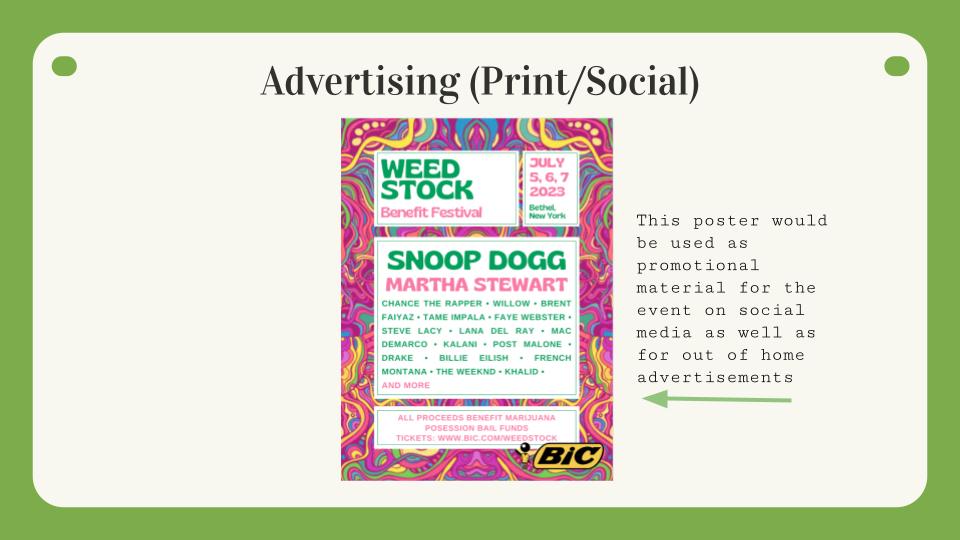 Advertising (Print/Social)
WEED
STOCK
Benefit Festival
JULY
5, 6, 7
2023
Bethel,
New York
SNOOP DOGG
MARTHA STEWART
CHANCE THE RAPPER • WILLOW • BRENT
FAIYAZ • TAME IMPALA • FAYE WEBSTER •
STEVE LACY • LANA DEL RAY • MAC
DEMARCO • KALANI • POST MALONE •
DRAKE • BILLIE EILISH • FRENCH
MONTANA • THE WEEKND • KHALID •
AND MORE
ALL PROCEEDS BENEFIT MARIJUANA
POSESSION BAIL FUNDS
TICKETS: WWW.BIC.COM/WEEDSTOCK
BiC
This poster would
be used as
promotional
material for the
event on social
media as well as
for out of home
advertisements